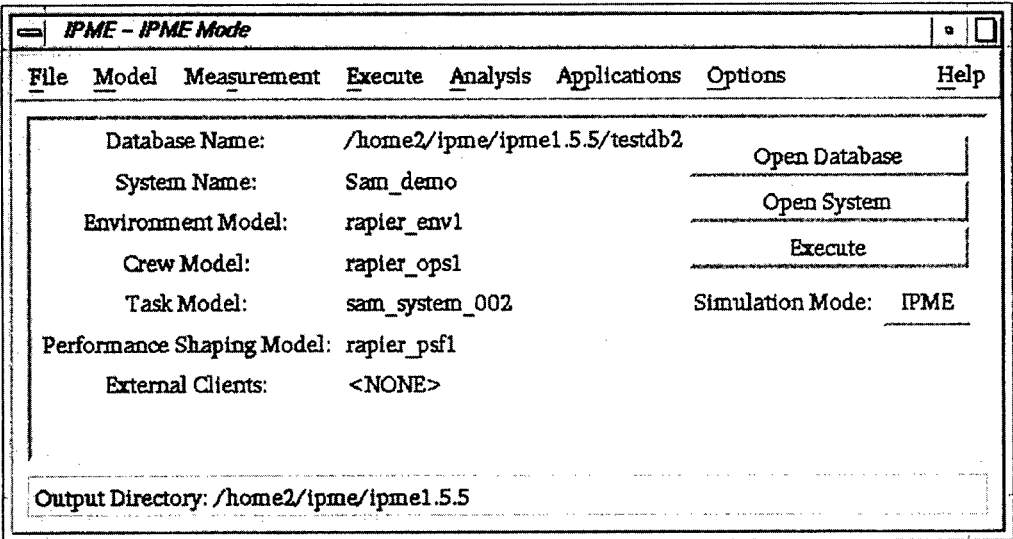 IPME – IPME Mode
File Model Measurement Execute Analysis Applications Options Help
Database Name: /home2/ipme/ipme1.5.5/testdb2
Open Database
System Name: Sam_demo
Open System
Environment Model: rapier_env1
Execute
Crew Model: rapier_ops1
Task Model: sam_system_002
Simulation Mode: IPME
Performance Shaping Model: rapier_psf1
External Clients: <NONE>
Output Directory: /home2/ipme/ipme1.5.5